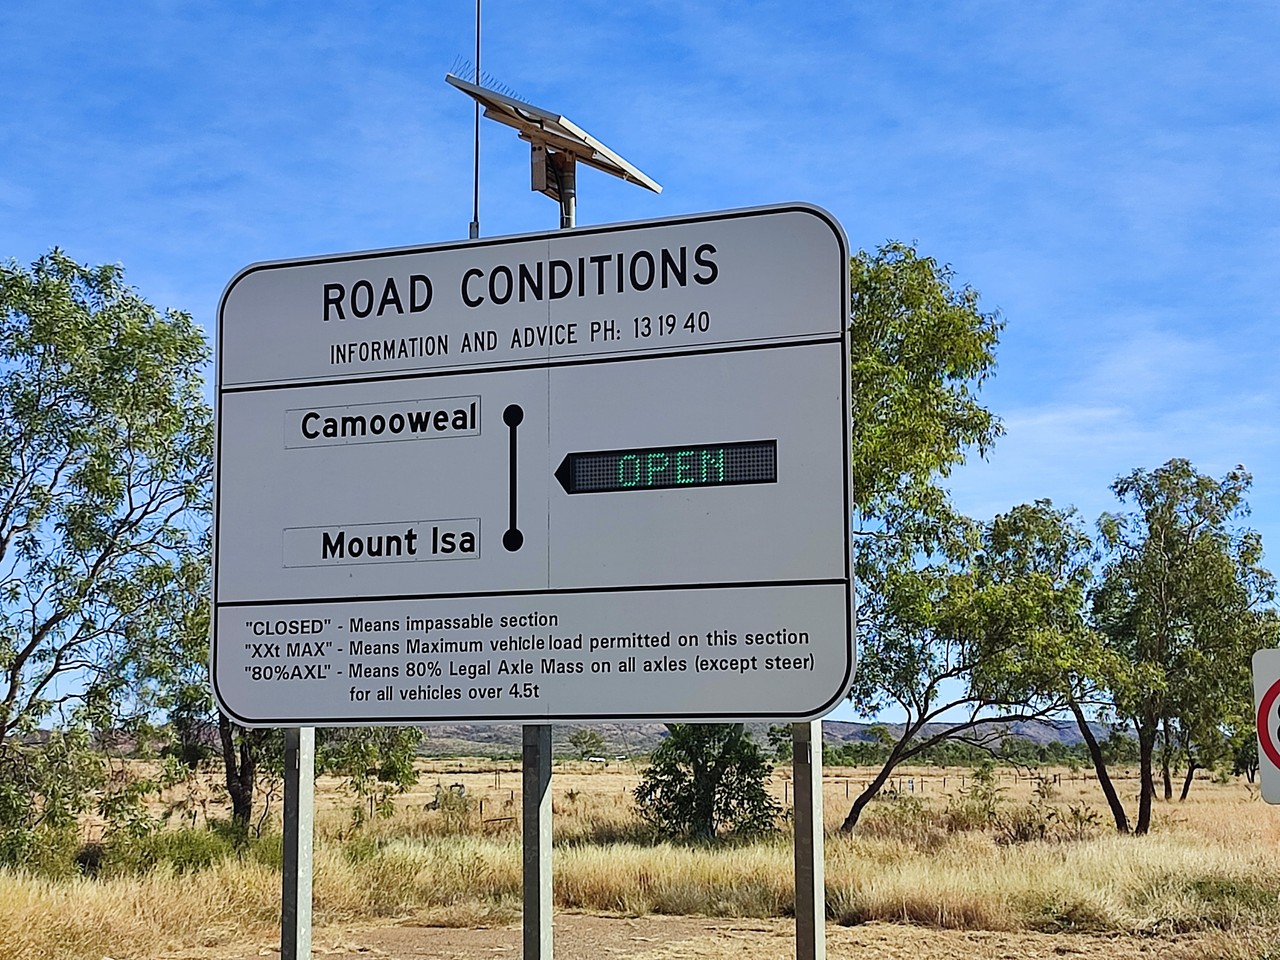 ROAD CONDITIONS
INFORMATION AND ADVICE PH: 13 19 40
Camooweal
OPEN
Mount Isa
"CLOSED" - Means impassable section
"XXt MAX" - Means Maximum vehicle load permitted on this section
"80%AXL" - Means 80% Legal Axle Mass on all axles (except steer)
for all vehicles over 4.5t